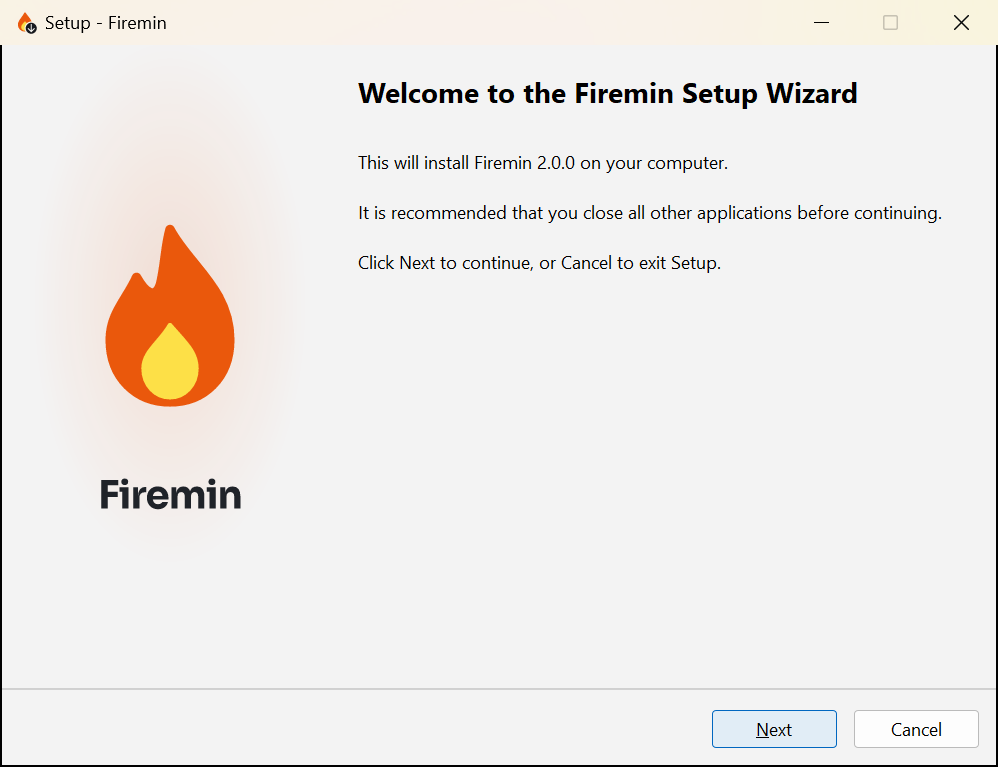 Setup - Firemin
Welcome to the Firemin Setup Wizard
This will install Firemin 2.0.0 on your computer.
It is recommended that you close all other applications before continuing.
Click Next to continue, or Cancel to exit Setup.
Firemin
Next
Cancel